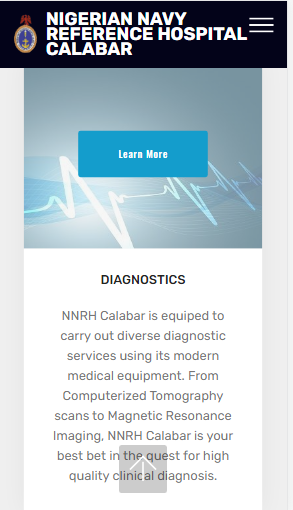 NIGERIAN NAVY
REFERENCE HOSPITAL
CALABAR
Learn More
DIAGNOSTICS
NNRH Calabar is equiped to
carry out diverse diagnostic
services using its modern
medical equipment. From
Computerized Tomography
scans to Magnetic Resonance
Imaging, NNRH Calabar is your
best bet in the quest for high
quality clinical diagnosis.